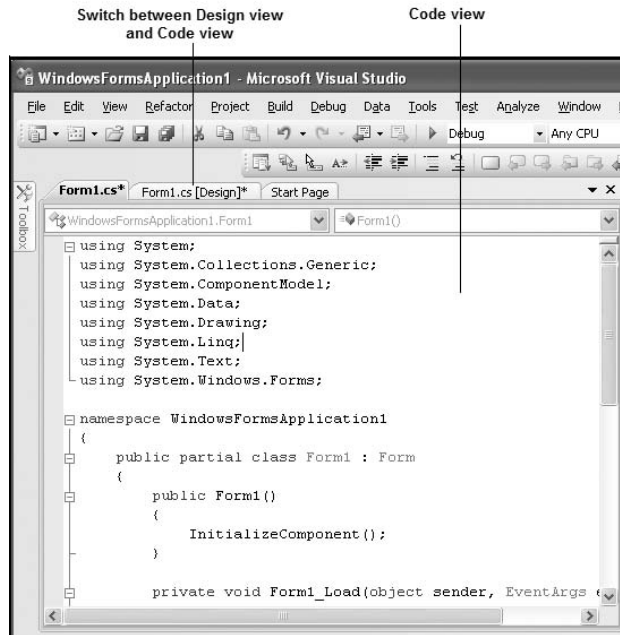 Switch between Design view
and Code view
Code view
WindowsFormsApplication1 - Microsoft Visual Studio
File Edit View Refactor Project Build Debug Data Tools Test Analyze Window
Debug Any CPU
Form1.cs* Form1.cs [Design]* Start Page
Toolbox
WindowsFormsApplication1.Form1 Form1()
using System;
using System.Collections.Generic;
using System.ComponentModel;
using System.Data;
using System.Drawing;
using System.Linq;
using System.Text;
using System.Windows.Forms;
namespace WindowsFormsApplication1
{
public partial class Form1 : Form
{
public Form1()
{
InitializeComponent();
}
private void Form1_Load(object sender, EventArgs